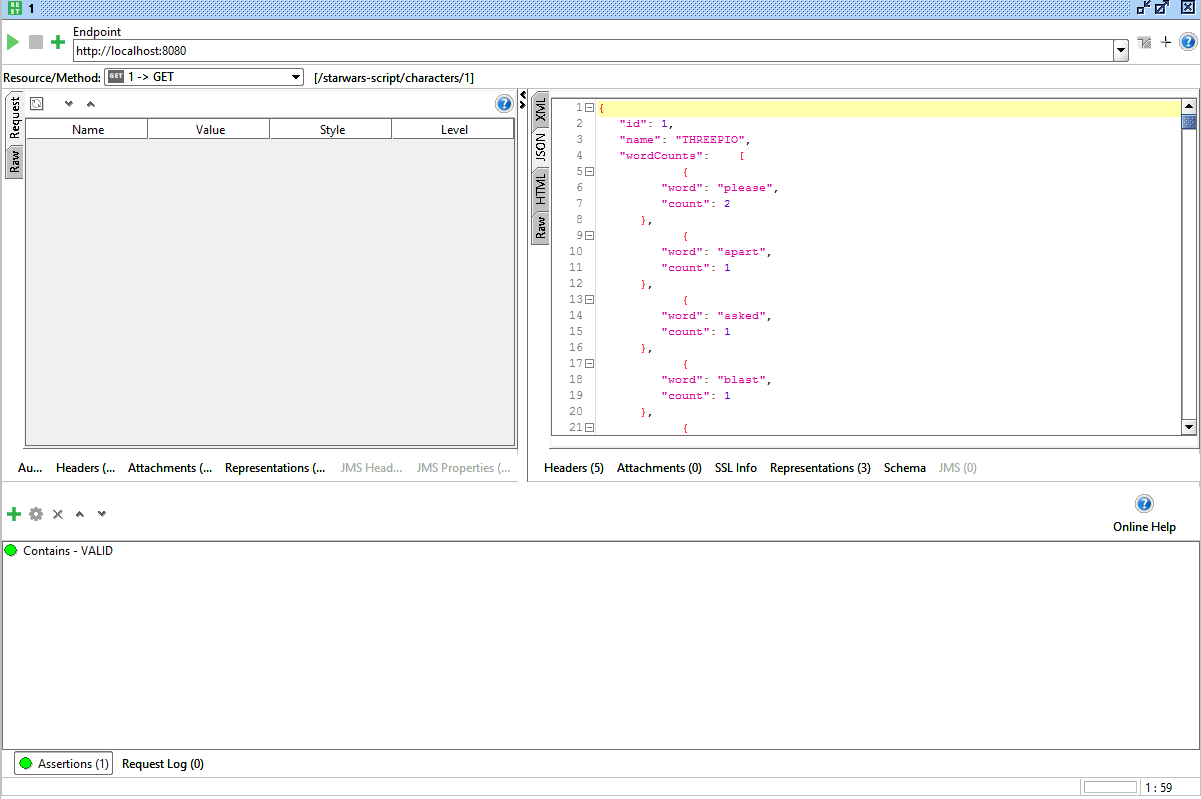 REST 1
Endpoint
http://localhost:8080
Resource/Method: GET 1 -> GET [/starwars-script/characters/1]
Request
Raw
Name Value Style Level
Au... Headers (... Attachments (... Representations (... JMS Head... JMS Properties (...
XML
JSON
HTML
Raw
1 {
2 "id": 1,
3 "name": "THREEPIO",
4 "wordCounts": [
5 {
6 "word": "please",
7 "count": 2
8 },
9 {
10 "word": "apart",
11 "count": 1
12 },
13 {
14 "word": "asked",
15 "count": 1
16 },
17 {
18 "word": "blast",
19 "count": 1
20 },
21 {
Headers (5) Attachments (0) SSL Info Representations (3) Schema JMS (0)
Online Help
Contains - VALID
Assertions (1) Request Log (0)
1 : 59